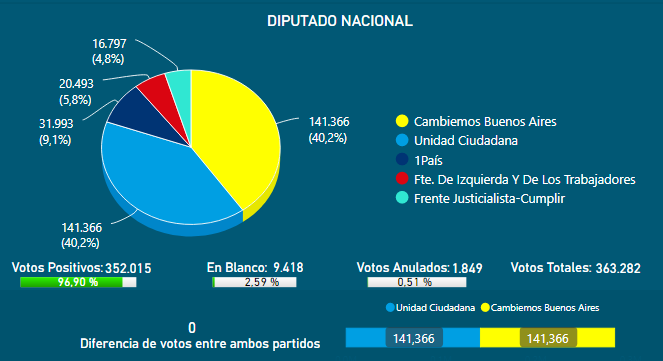 DIPUTADO NACIONAL
16.797
(4,8%)
20.493
(5,8%)
31.993
(9,1%)
141.366
(40,2%)
141.366
(40,2%)
Cambiemos Buenos Aires
Unidad Ciudadana
1País
Fte. De Izquierda Y De Los Trabajadores
Frente Justicialista-Cumplir
Votos Positivos: 352.015
96,90 %
En Blanco: 9.418
2,59 %
Votos Anulados: 1.849
0,51 %
Votos Totales: 363.282
0
Diferencia de votos entre ambos partidos
Unidad Ciudadana Cambiemos Buenos Aires
141,366 141,366